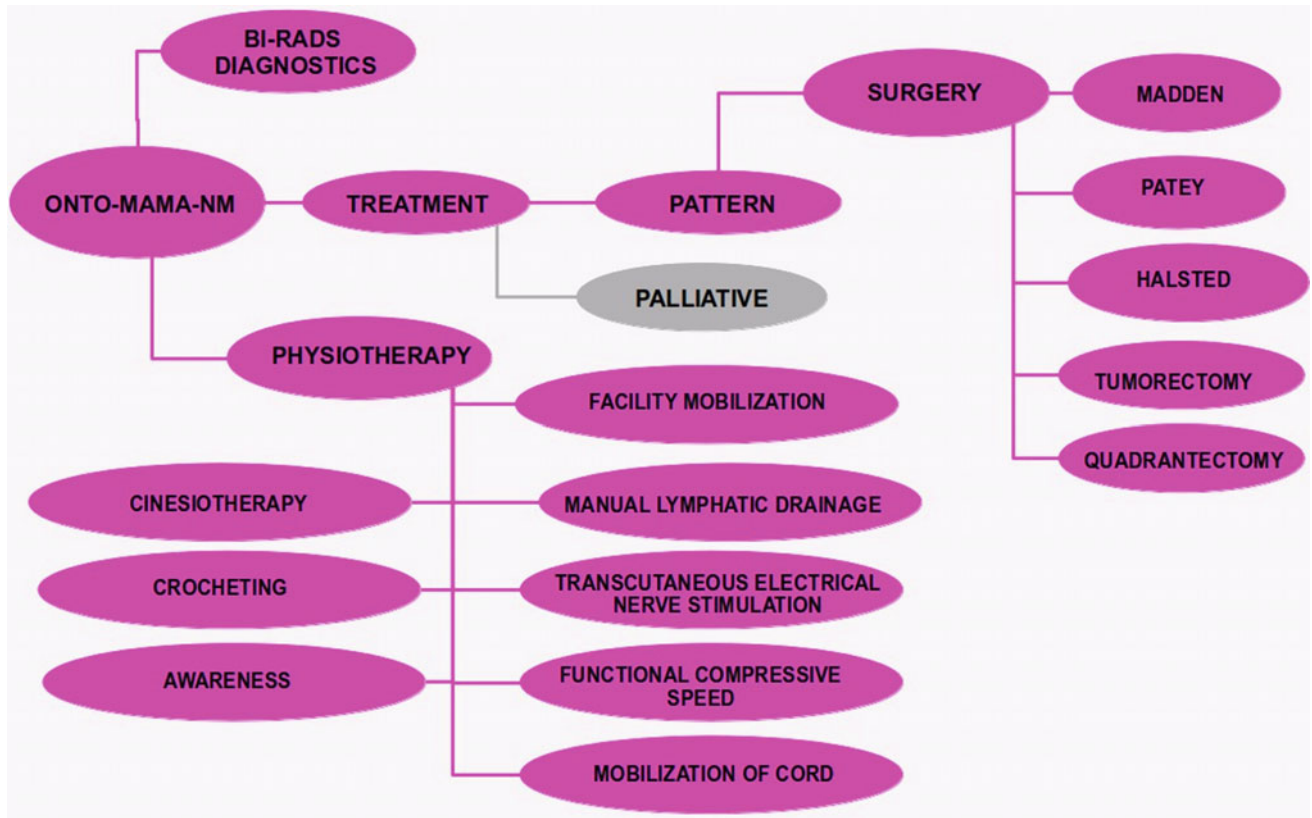 BI-RADS
DIAGNOSTICS
SURGERY
MADDEN
ONTO-MAMA-NM
TREATMENT
PATTERN
PATEY
PALLIATIVE
HALSTED
PHYSIOTHERAPY
TUMORECTOMY
FACILITY MOBILIZATION
QUADRANTECTOMY
CINESIOTHERAPY
MANUAL LYMPHATIC DRAINAGE
CROCHETING
TRANSCUTANEOUS ELECTRICAL
NERVE STIMULATION
AWARENESS
FUNCTIONAL COMPRESSIVE
SPEED
MOBILIZATION OF CORD